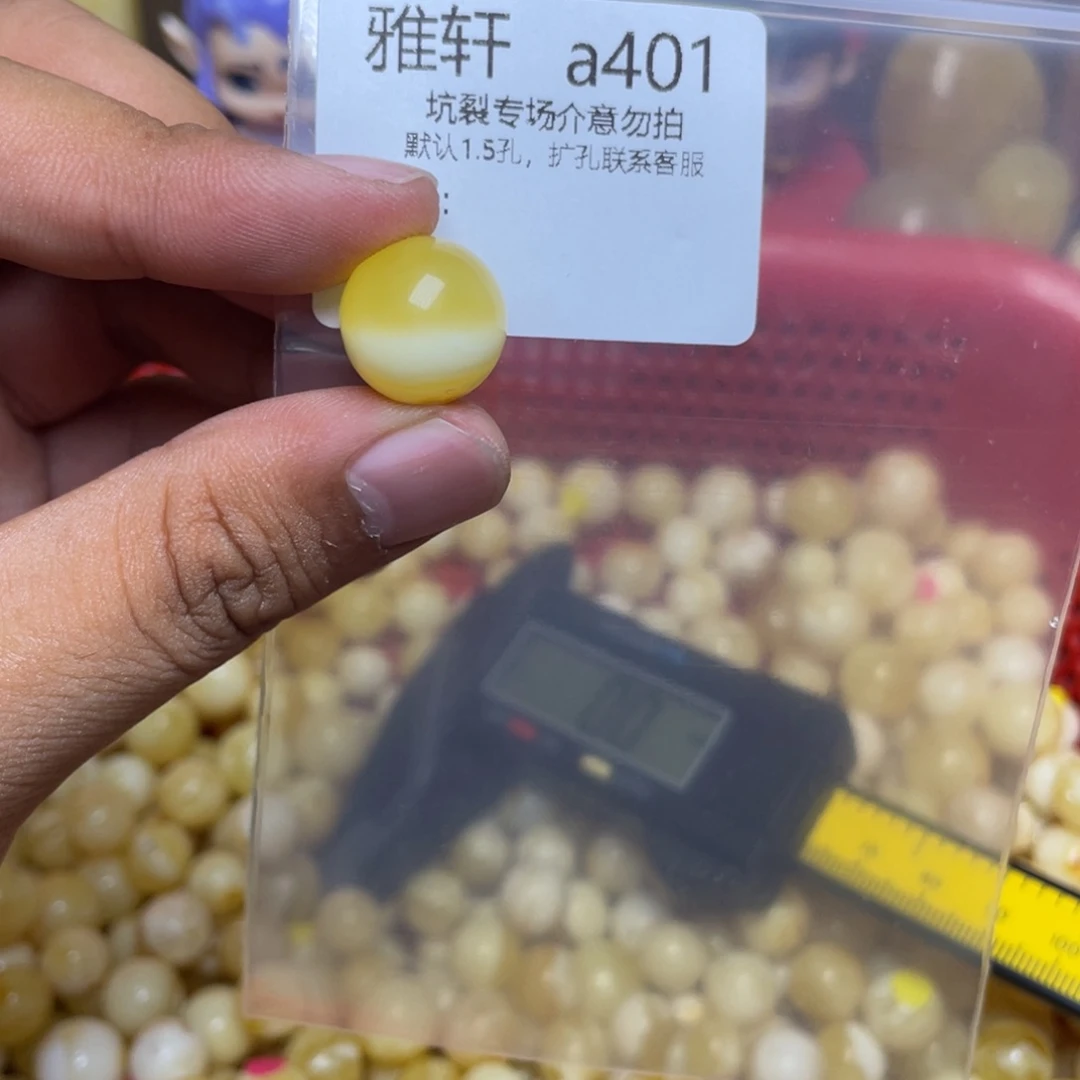 雅轩 a401
坑裂专场介意勿拍
默认1.5孔，扩孔联系客服
: